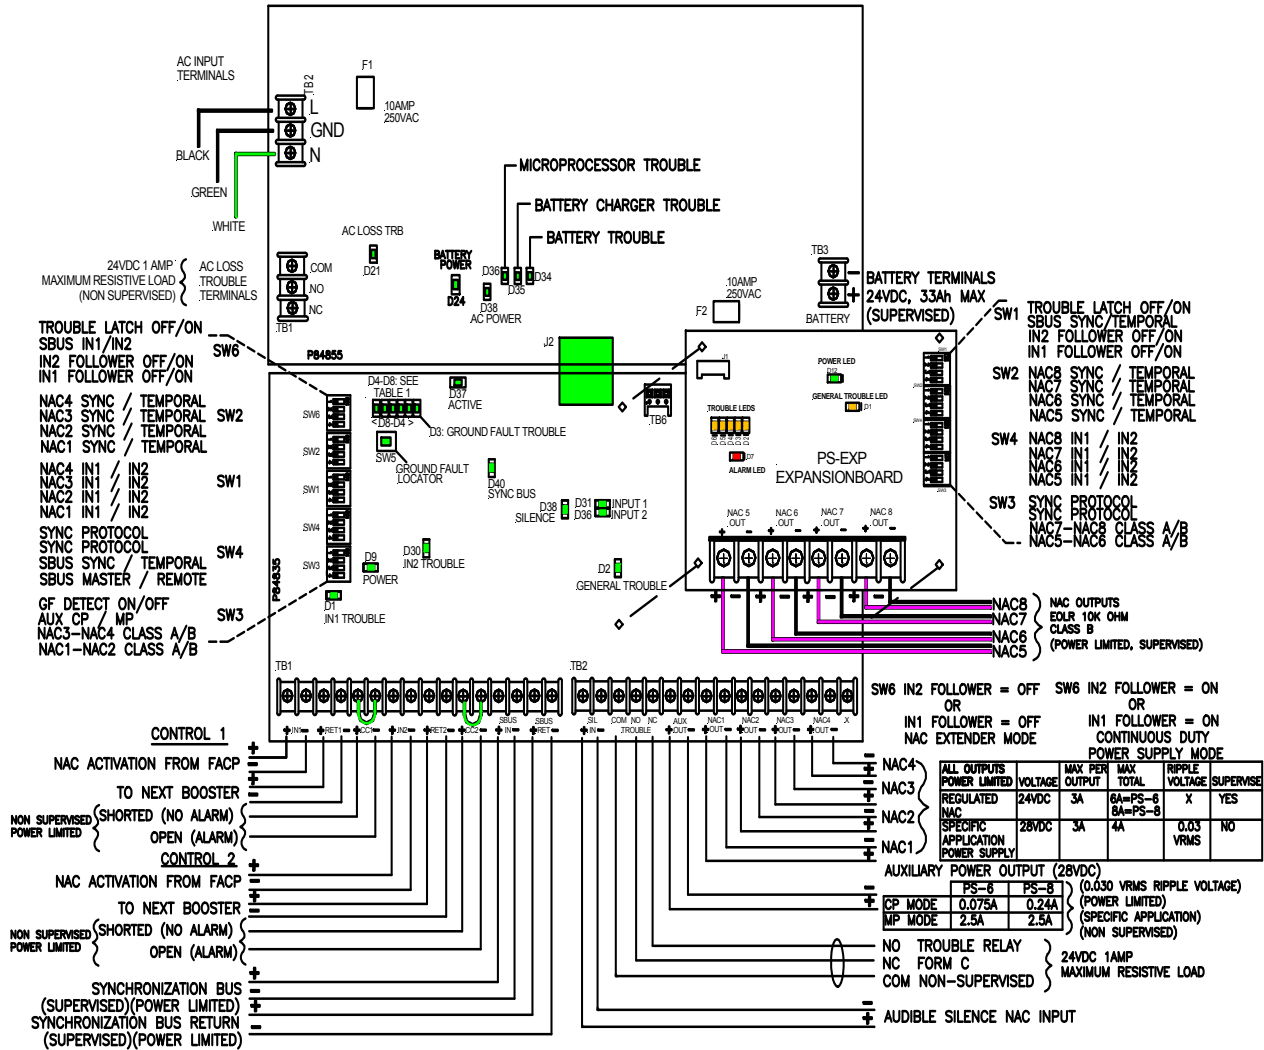 AC INPUT
TERMINALS
TB2
F1
10AMP
250VAC
L
GND
N
BLACK
GREEN
WHITE
MICROPROCESSOR TROUBLE
BATTERY CHARGER TROUBLE
BATTERY TROUBLE
AC LOSS TRB
D21
BATTERY
POWER
D24
D36
D35
D34
D38
AC POWER
24VDC 1 AMP
MAXIMUM RESISTIVE LOAD
(NON SUPERVISED)
AC LOSS
TROUBLE
TERMINALS
COM
NO
NC
TB1
TB3
BATTERY
BATTERY TERMINALS
24VDC, 33Ah MAX
(SUPERVISED)
10AMP
250VAC
F2
P84855
J2
TROUBLE LATCH OFF/ON
SBUS IN1/IN2
IN2 FOLLOWER OFF/ON
IN1 FOLLOWER OFF/ON
SW6
NAC4 SYNC / TEMPORAL
NAC3 SYNC / TEMPORAL
NAC2 SYNC / TEMPORAL
NAC1 SYNC / TEMPORAL
SW2
NAC4 IN1 / IN2
NAC3 IN1 / IN2
NAC2 IN1 / IN2
NAC1 IN1 / IN2
SW1
SYNC PROTOCOL
SYNC PROTOCOL
SBUS SYNC / TEMPORAL
SBUS MASTER / REMOTE
SW4
GF DETECT ON/OFF
AUX CP / MP
NAC3-NAC4 CLASS A/B
NAC1-NAC2 CLASS A/B
SW3
SW6
SW2
SW1
SW4
SW3
P84835
D4-D8: SEE
TABLE 1
<D8-D4 >
D37
ACTIVE
D3: GROUND FAULT TROUBLE
SW5
GROUND FAULT
LOCATOR
D40
SYNC BUS
D38
SILENCE
D31
D36
INPUT 1
INPUT 2
D30
IN2 TROUBLE
D9
POWER
D1
IN1 TROUBLE
D2
GENERAL TROUBLE
TB6
J1
POWER LED
D12
GENERAL TROUBLE LED
D1
TROUBLE LEDS
D7
ALARM LED
PS-EXP
EXPANSIONBOARD
NAC 5
OUT
NAC 6
OUT
NAC 7
OUT
NAC 8
OUT
+ - + - + - + -
+ - + - + - + -
SW1
TROUBLE LATCH OFF/ON
SBUS SYNC/TEMPORAL
IN2 FOLLOWER OFF/ON
IN1 FOLLOWER OFF/ON
SW2
NAC8 SYNC / TEMPORAL
NAC7 SYNC / TEMPORAL
NAC6 SYNC / TEMPORAL
NAC5 SYNC / TEMPORAL
SW4
NAC8 IN1 / IN2
NAC7 IN1 / IN2
NAC6 IN1 / IN2
NAC5 IN1 / IN2
SW3
SYNC PROTOCOL
SYNC PROTOCOL
NAC7-NAC8 CLASS A/B
NAC5-NAC6 CLASS A/B
NAC8
NAC7
NAC6
NAC5
NAC OUTPUTS
EOLR 10K OHM
CLASS B
(POWER LIMITED, SUPERVISED)
TB1
TB2
+IN1- +RET1- +CC1- +IN2- +RET2- +CC2- SBUS +IN- SBUS +RET-
SIL +IN- COM NO NC TROUBLE AUX +OUT- NAC1 +OUT- NAC2 +OUT- NAC3 +OUT- NAC4 +OUT- X
SW6 IN2 FOLLOWER = OFF
OR
IN1 FOLLOWER = OFF
NAC EXTENDER MODE
SW6 IN2 FOLLOWER = ON
OR
IN1 FOLLOWER = ON
CONTINUOUS DUTY
POWER SUPPLY MODE
ALL OUTPUTS POWER LIMITED VOLTAGE MAX PER OUTPUT MAX TOTAL RIPPLE VOLTAGE SUPERVISE
REGULATED NAC 24VDC 3A 6A=PS-6 8A=PS-8 X YES
SPECIFIC APPLICATION POWER SUPPLY 28VDC 3A 4A 0.03 VRMS NO
CONTROL 1
NAC ACTIVATION FROM FACP
TO NEXT BOOSTER
NON SUPERVISED
POWER LIMITED
SHORTED (NO ALARM)
OPEN (ALARM)
CONTROL 2
NAC ACTIVATION FROM FACP
TO NEXT BOOSTER
NON SUPERVISED
POWER LIMITED
SHORTED (NO ALARM)
OPEN (ALARM)
SYNCHRONIZATION BUS
(SUPERVISED)(POWER LIMITED)
SYNCHRONIZATION BUS RETURN
(SUPERVISED)(POWER LIMITED)
NAC4
NAC3
NAC2
NAC1
AUXILIARY POWER OUTPUT (28VDC)
PS-6 PS-8
CP MODE 0.075A 0.24A
MP MODE 2.5A 2.5A
(0.030 VRMS RIPPLE VOLTAGE)
(POWER LIMITED)
(SPECIFIC APPLICATION)
(NON SUPERVISED)
NO TROUBLE RELAY
NC FORM C
COM NON-SUPERVISED
24VDC 1AMP
MAXIMUM RESISTIVE LOAD
AUDIBLE SILENCE NAC INPUT